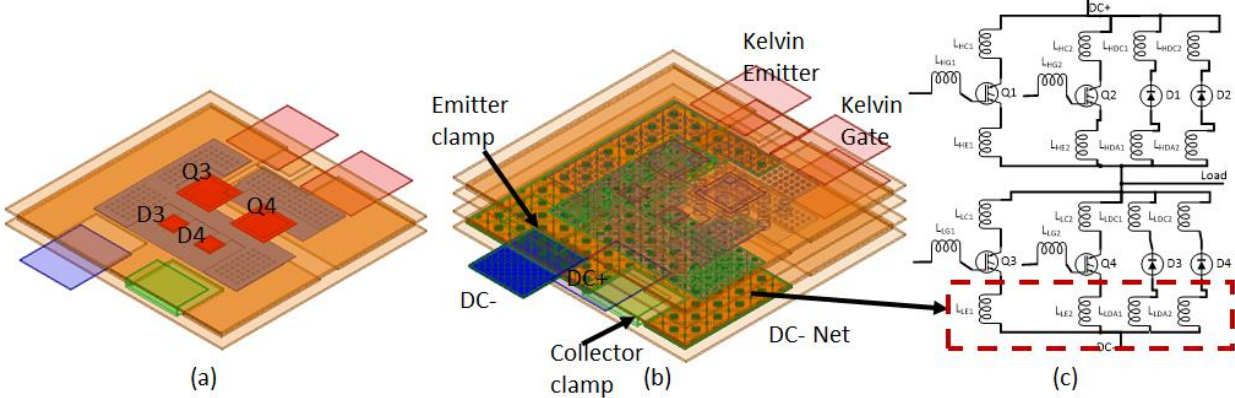 Q3
Q4
D3
D4
(a)
Kelvin
Emitter
Kelvin
Gate
Emitter
clamp
DC+
DC-
DC- Net
Collector
clamp
(b)
DC+
LHC1
LHC2
LHDC1
LHDC2
LHG1
LHG2
Q1
Q2
D1
D2
LHE1
LHE2
LHDA1
LHDA2
Load
LLC1
LLC2
LLDC1
LLDC2
LLG1
LLG2
Q3
Q4
D3
D4
LLE1
LLE2
LLDA1
LLDA2
DC-
(c)